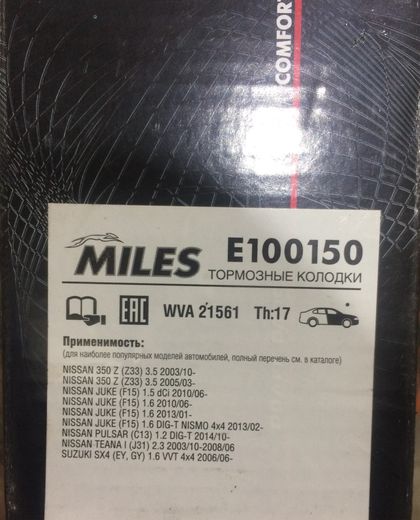 COMFORT
MILES
E100150
ТОРМОЗНЫЕ КОЛОДКИ
EAC WVA 21561 Th:17
Применимость:
(для наиболее популярных моделей автомобилей, полный перечень см. в каталоге)
NISSAN 350 Z (Z33) 3.5 2003/10-
NISSAN 350 Z (Z33) 3.5 2005/03-
NISSAN JUKE (F15) 1.5 dCi 2010/06-
NISSAN JUKE (F15) 1.6 2010/06-
NISSAN JUKE (F15) 1.6 2013/01-
NISSAN JUKE (F15) 1.6 DIG-T NISMO 4x4 2013/02-
NISSAN PULSAR (C13) 1.2 DIG-T 2014/10-
NISSAN TEANA I (J31) 2.3 2003/10-2008/06
SUZUKI SX4 (EY, GY) 1.6 VVT 4x4 2006/06-